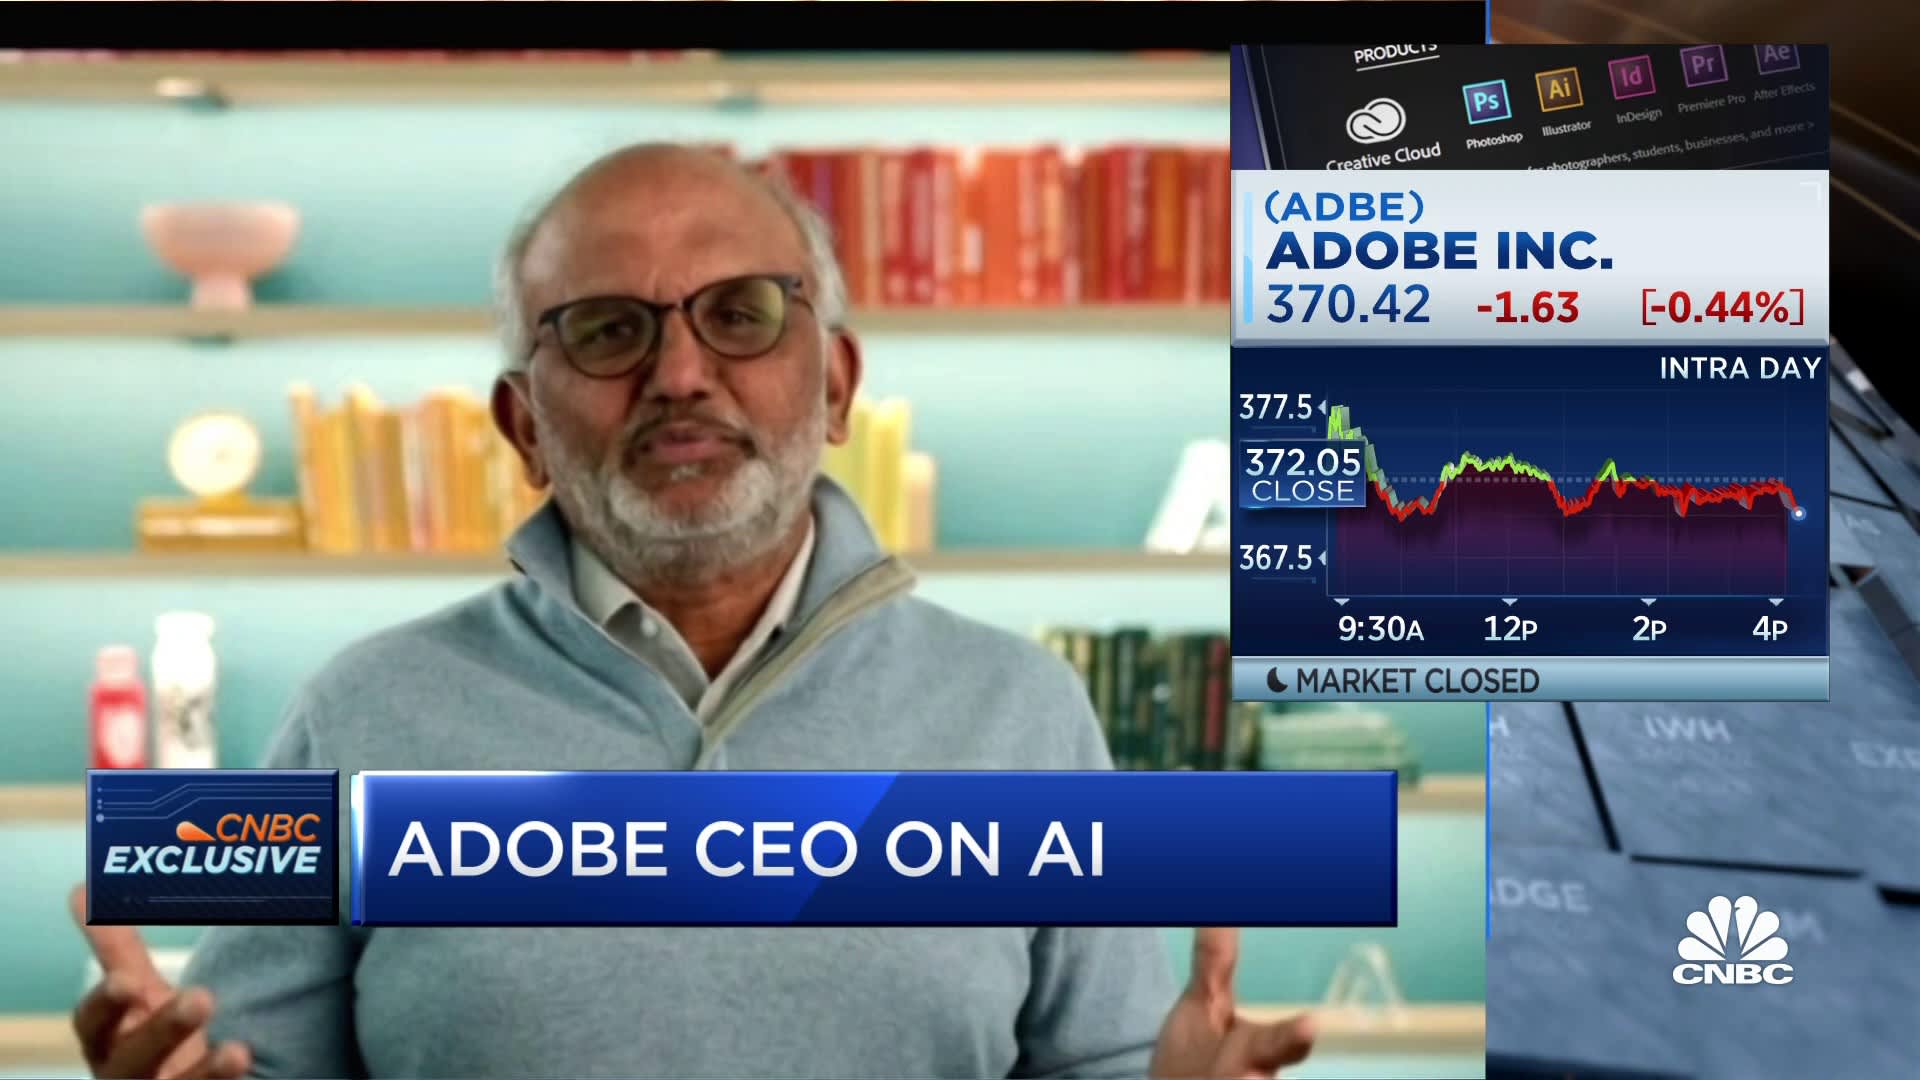 PRODUCTS
Creative Cloud
Ps
Photoshop
Ai
Illustrator
Id
InDesign
Pr
Premiere Pro
Ae
After Effects
for photographers, students, businesses, and more >
(ADBE)
ADOBE INC.
370.42 -1.63 [-0.44%]
INTRA DAY
377.5
372.05
CLOSE
367.5
9:30A 12P 2P 4P
MARKET CLOSED
CNBC
EXCLUSIVE
ADOBE CEO ON AI
IWH
CNBC